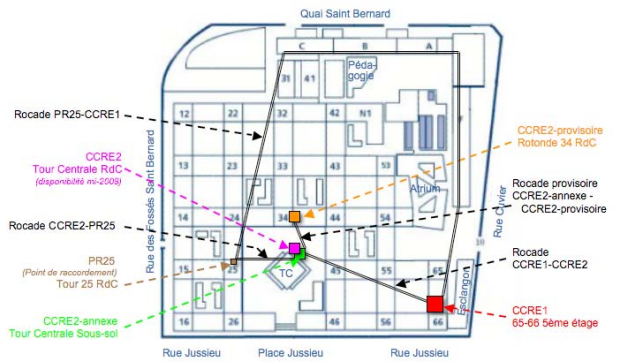 Quai Saint Bernard
C
B
A
31
41
Péda-
gogie
Rocade PR25-CCRE1
12
22
32
42
N1
F
CCRE2-provisoire
Rotonde 34 RdC
CCRE2
Tour Centrale RdC
(disponibilité mi-2009)
13
23
33
43
53
Atrium
Rue des Fossés saint Bernard
Rue Cuvier
Rocade provisoire
CCRE2-annexe -
CCRE2-provisoire
14
24
34
44
54
Rocade CCRE2-PR25
Rocade
CCRE1-CCRE2
PR25
(Point de raccordement)
Tour 25 RdC
15
25
TC
45
55
65
Esclangon
CCRE2-annexe
Tour Centrale Sous-sol
CCRE1
65-66 5ème étage
16
26
46
56
66
Rue Jussieu
Place Jussieu
Rue Jussieu